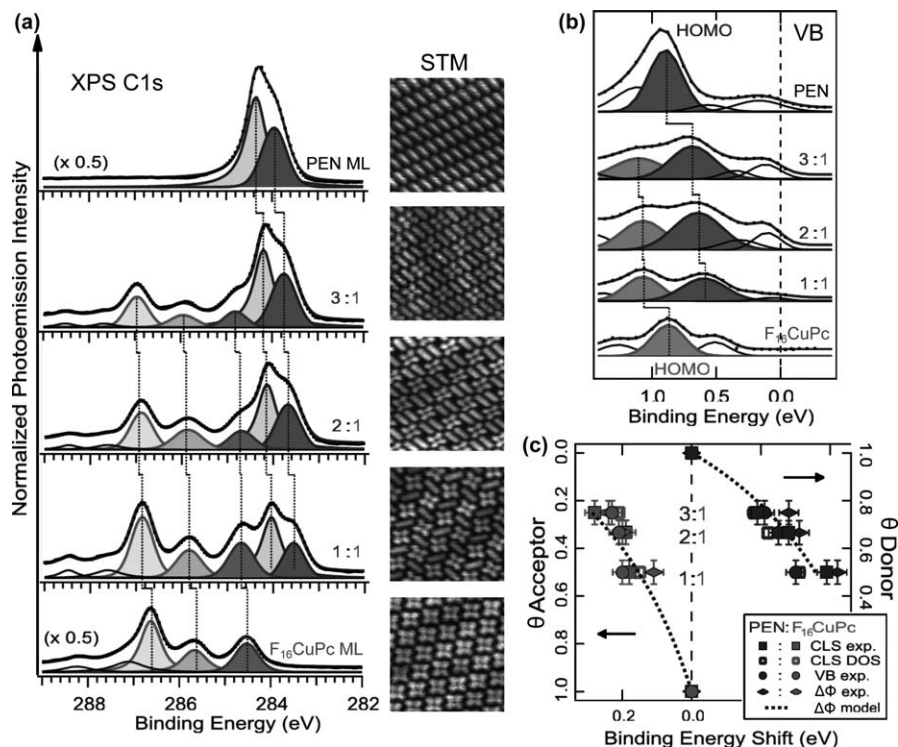 (a)
XPS C1s
STM
Normalized Photoemission Intensity
(x 0.5)
PEN ML
3:1
2:1
1:1
(x 0.5)
F₁₆CuPc ML
288 286 284 282
Binding Energy (eV)
(b)
HOMO
VB
PEN
3:1
2:1
1:1
F₁₆CuPc
HOMO
1.0 0.5 0.0
Binding Energy (eV)
(c)
0.0
0.2
0.4
0.6
0.8
1.0
θ Acceptor
3:1
2:1
1:1
1.0
0.8
0.6
0.4
θ Donor
PEN:F₁₆CuPc
CLS exp.
CLS DOS
VB exp.
ΔΦ exp.
ΔΦ model
0.2 0.0
Binding Energy Shift (eV)